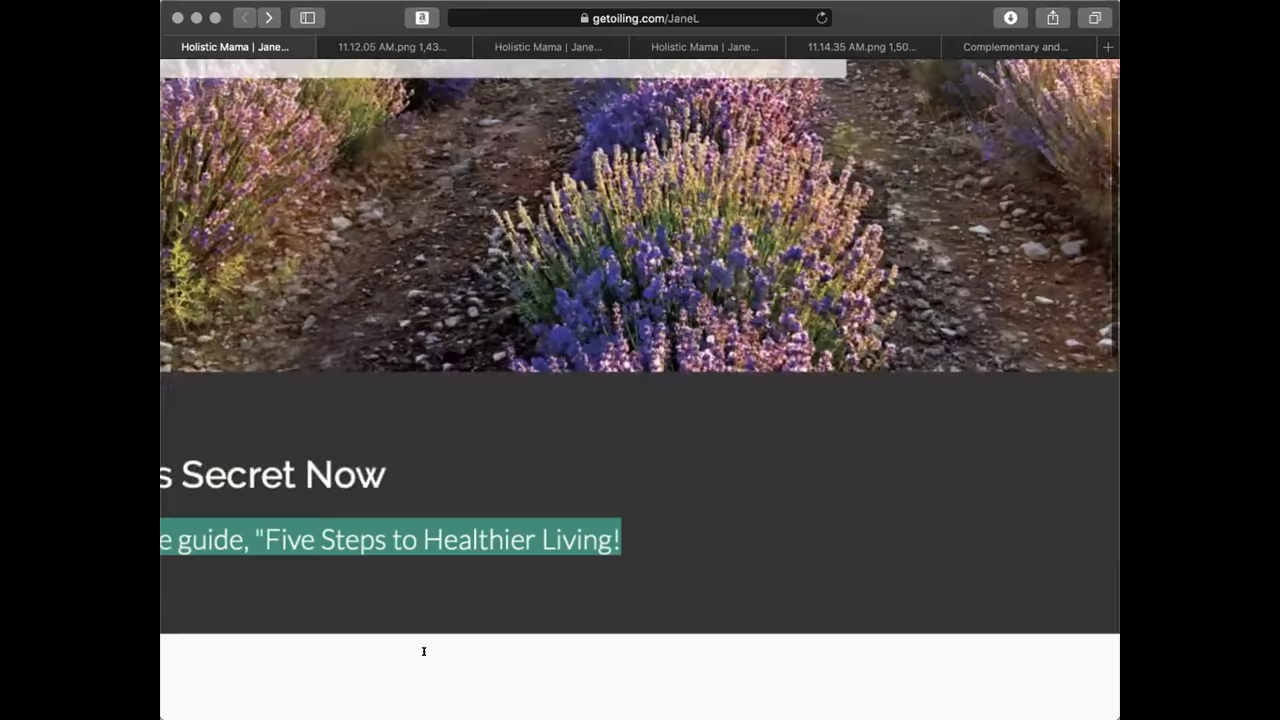 getoiling.com/JaneL
Holistic Mama | Jane...
11.12.05 AM.png 1,43...
Holistic Mama | Jane...
Holistic Mama | Jane...
11.14.35 AM.png 1,50...
Complementary and...
s Secret Now
e guide, "Five Steps to Healthier Living!